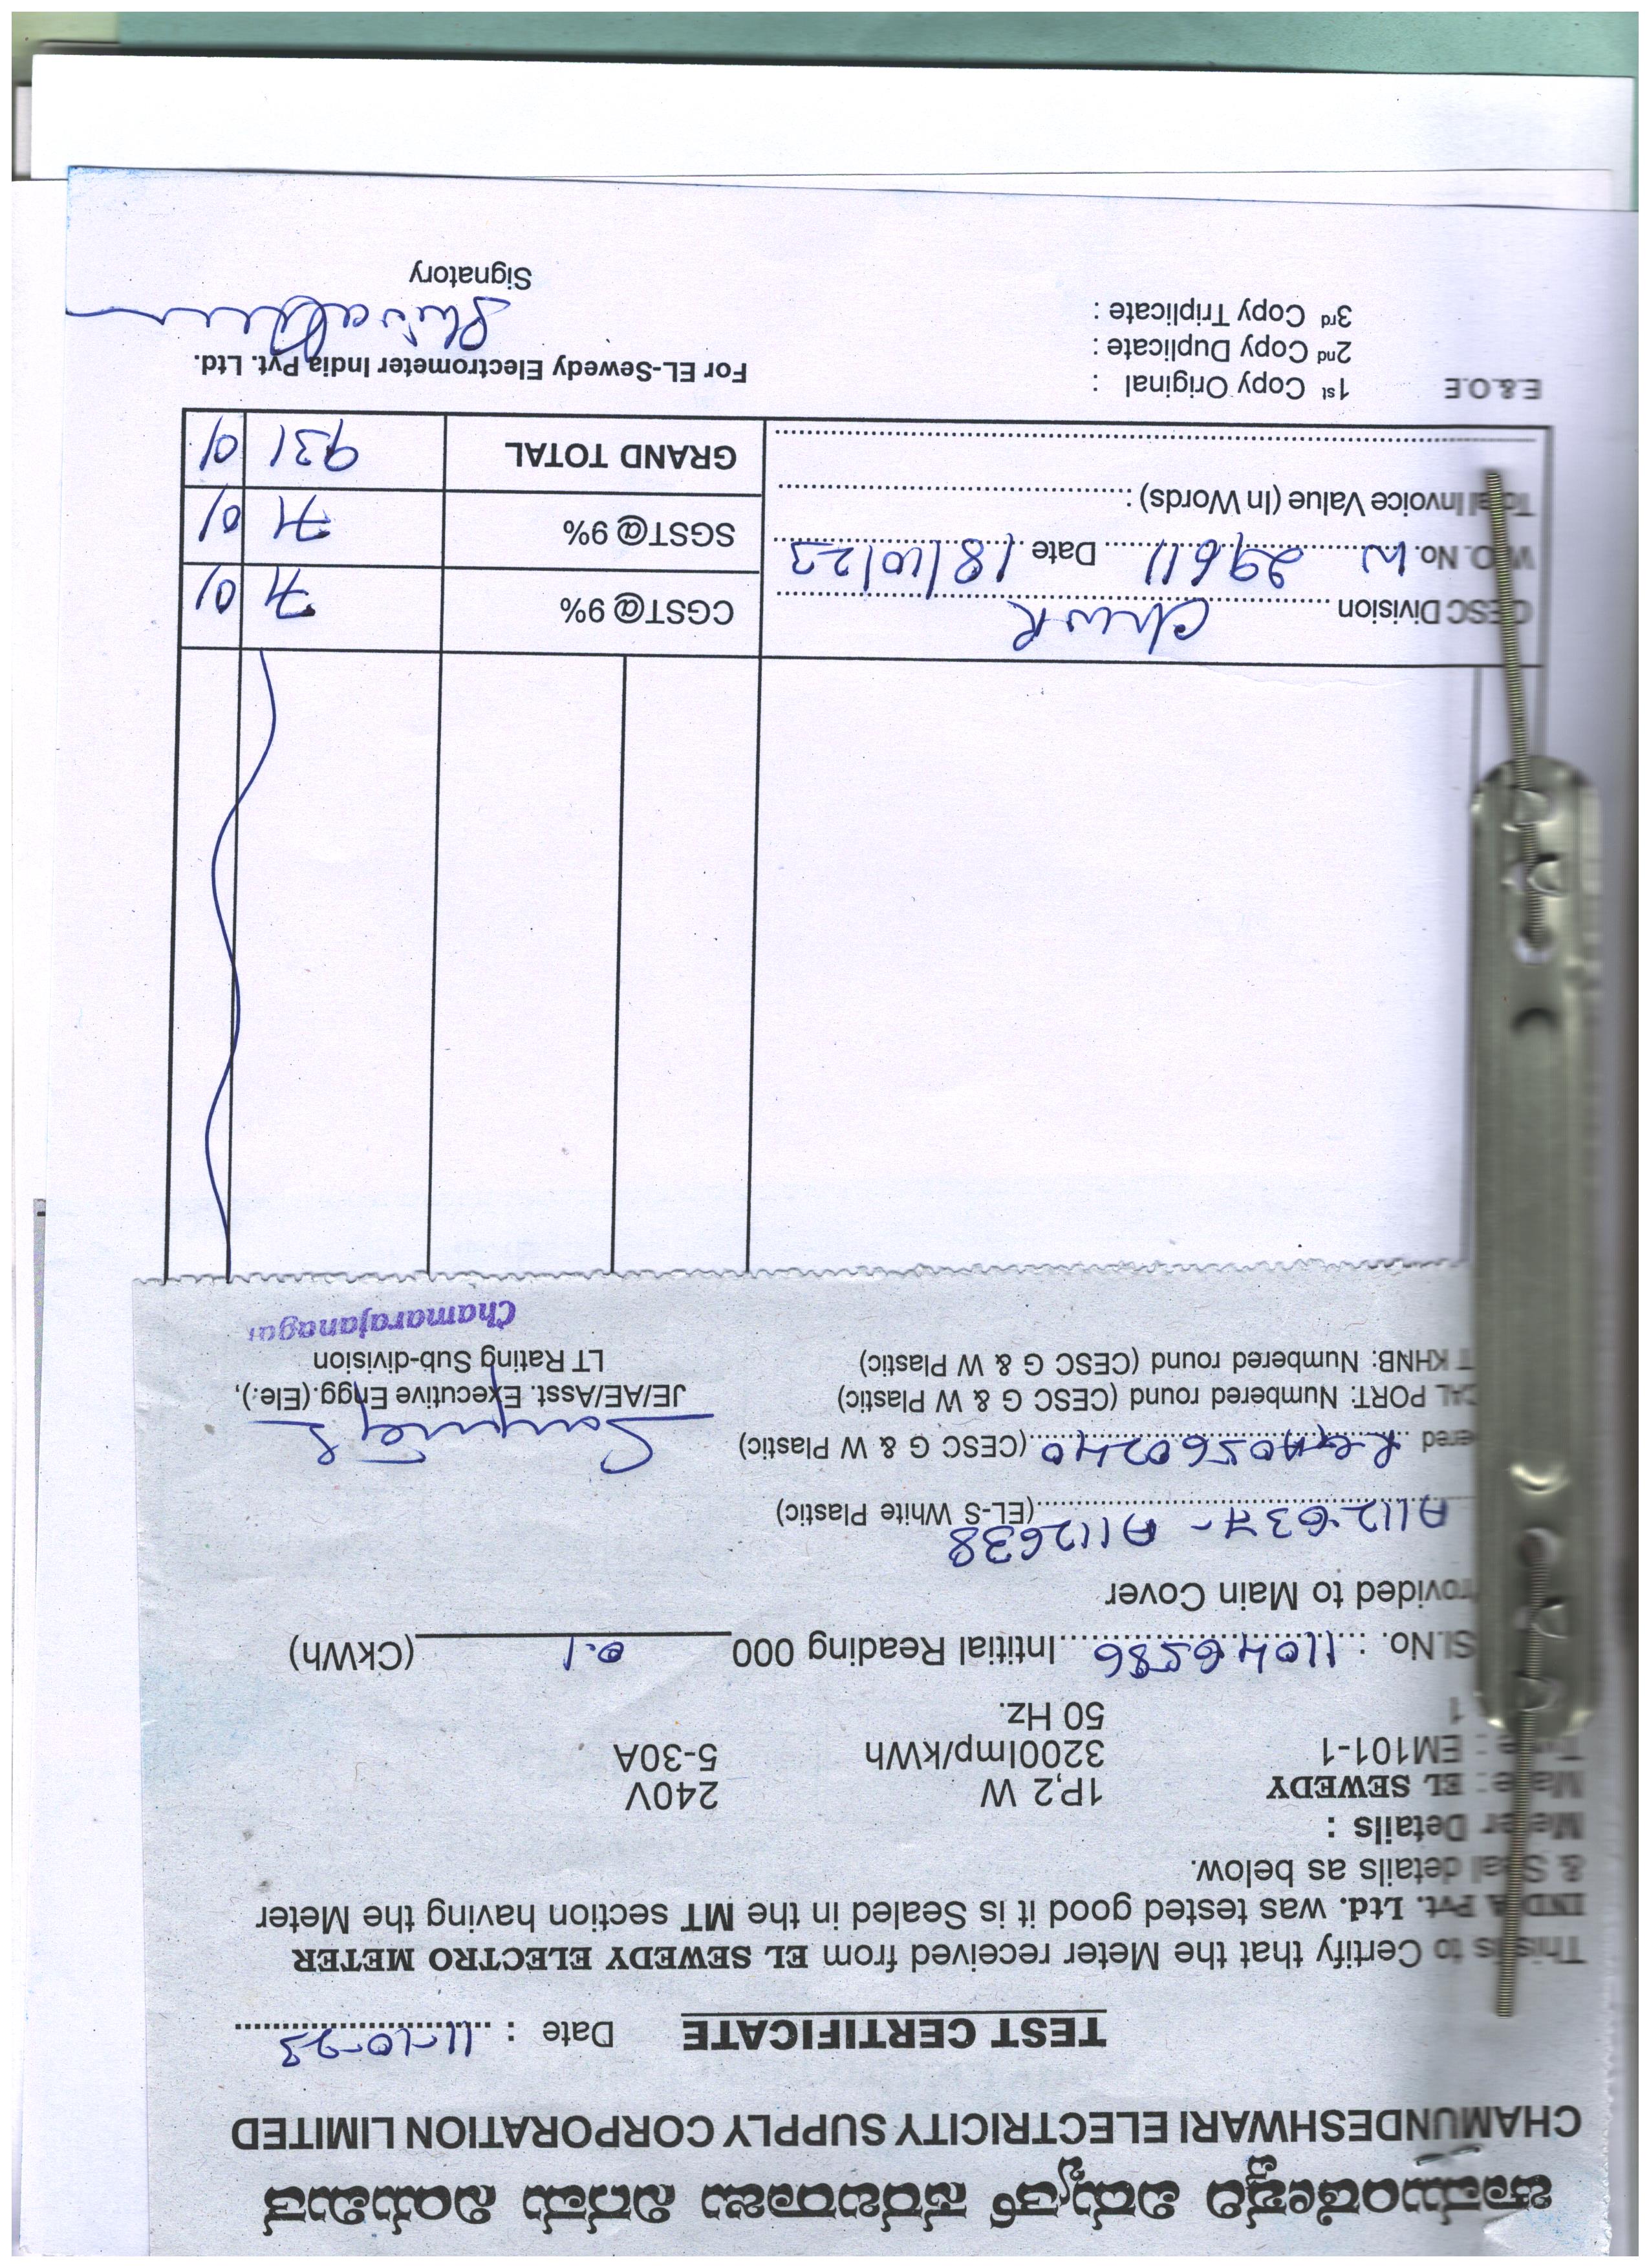 ಚಾಮುಂಡೇಶ್ವರಿ ವಿದ್ಯುತ್ ಸರಬರಾಜು ನಿಗಮ ನಿಯಮಿತ
CHAMUNDESHWARI ELECTRICITY SUPPLY CORPORATION LIMITED
TEST CERTIFICATE Date : 11-10-23
This is to Certify that the Meter received from EL SEWEDY ELECTRO METER
INDIA Pvt. Ltd. was tested good it is Sealed in the MT section having the Meter
& Seal details as below.
Meter Details :
Make: EL SEWEDY 1P,2 W 240V
Type : EM101-1 3200Imp/kWh 5-30A
1 50 Hz.
Sl.No. : 11046586 Intitial Reading 000 0.1 (CkWh)
rovided to Main Cover
A112637- A112638 (EL-S White Plastic)
ered (CESC G & W Plastic)
CAL PORT: Numbered round (CESC G & W Plastic)
T KHNB: Numbered round (CESC G & W Plastic)
JE/AE/Asst. Executive Engg.(Ele.),
LT Rating Sub-division
Chamarajanagar
CESC Division CGST@9% 71 01
W.O. No. 29611 Date 18/10/23 SGST@9% 71 01
Total Invoice Value (In Words) :
GRAND TOTAL 931 01
E.& O.E 1st Copy Original :
2nd Copy Duplicate :
3rd Copy Triplicate :
For EL-Sewedy Electrometer India Pvt. Ltd.
Signatory